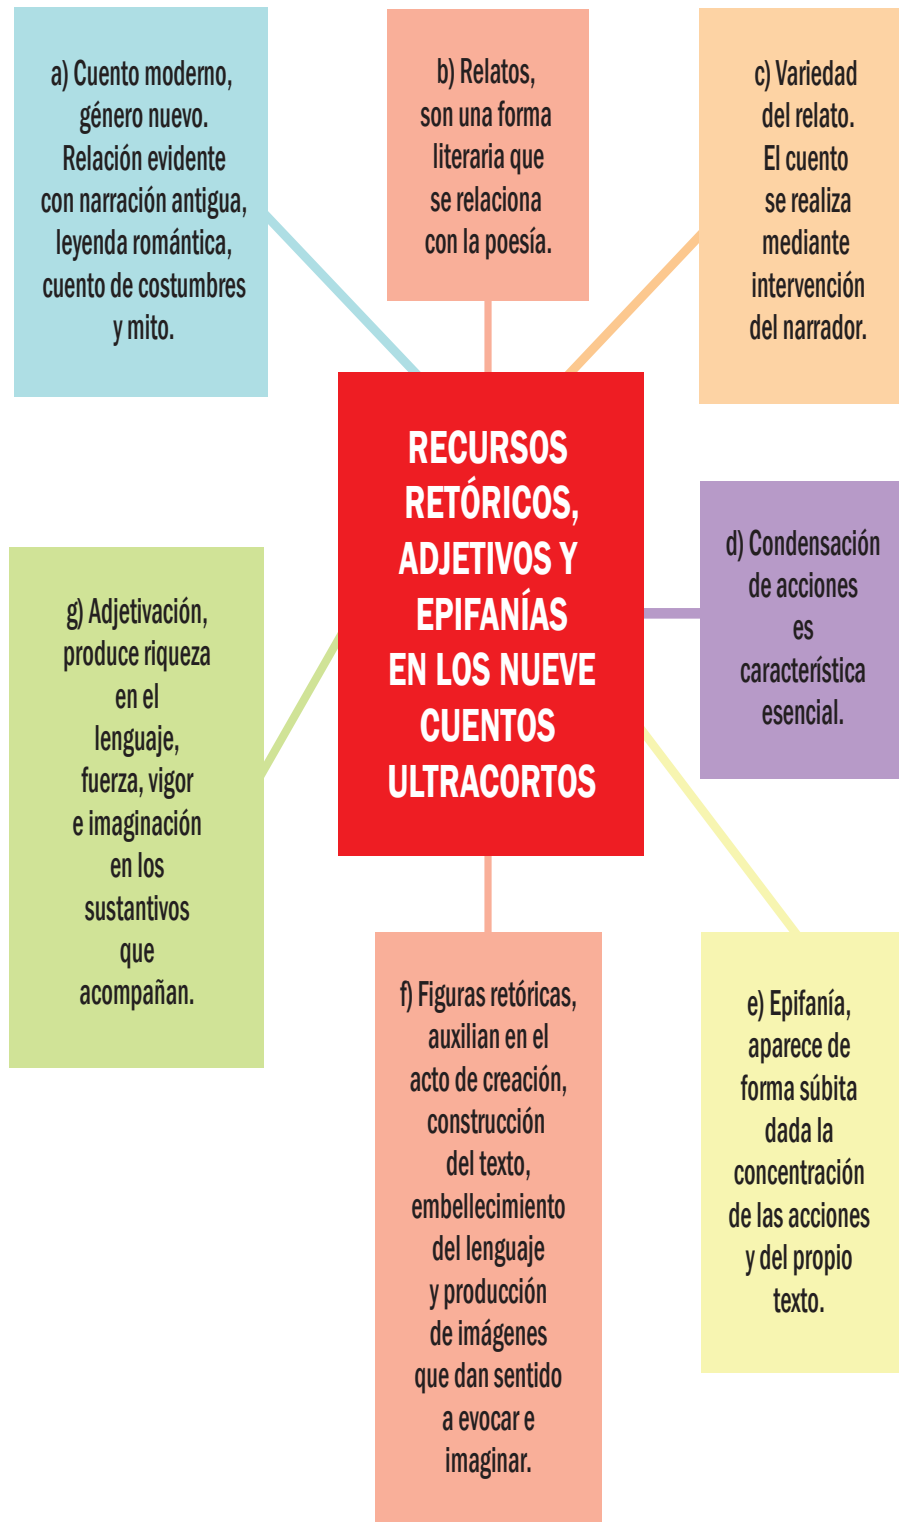 a) Cuento moderno,
género nuevo.
Relación evidente
con narración antigua,
leyenda romántica,
cuento de costumbres
y mito.
b) Relatos,
son una forma
literaria que
se relaciona
con la poesía.
c) Variedad
del relato.
El cuento
se realiza
mediante
intervención
del narrador.
RECURSOS
RETÓRICOS,
ADJETIVOS Y
EPIFANÍAS
EN LOS NUEVE
CUENTOS
ULTRACORTOS
d) Condensación
de acciones
es
característica
esencial.
g) Adjetivación,
produce riqueza
en el
lenguaje,
fuerza, vigor
e imaginación
en los
sustantivos
que
acompañan.
f) Figuras retóricas,
auxilian en el
acto de creación,
construcción
del texto,
embellecimiento
del lenguaje
y producción
de imágenes
que dan sentido
a evocar e
imaginar.
e) Epifanía,
aparece de
forma súbita
dada la
concentración
de las acciones
y del propio
texto.